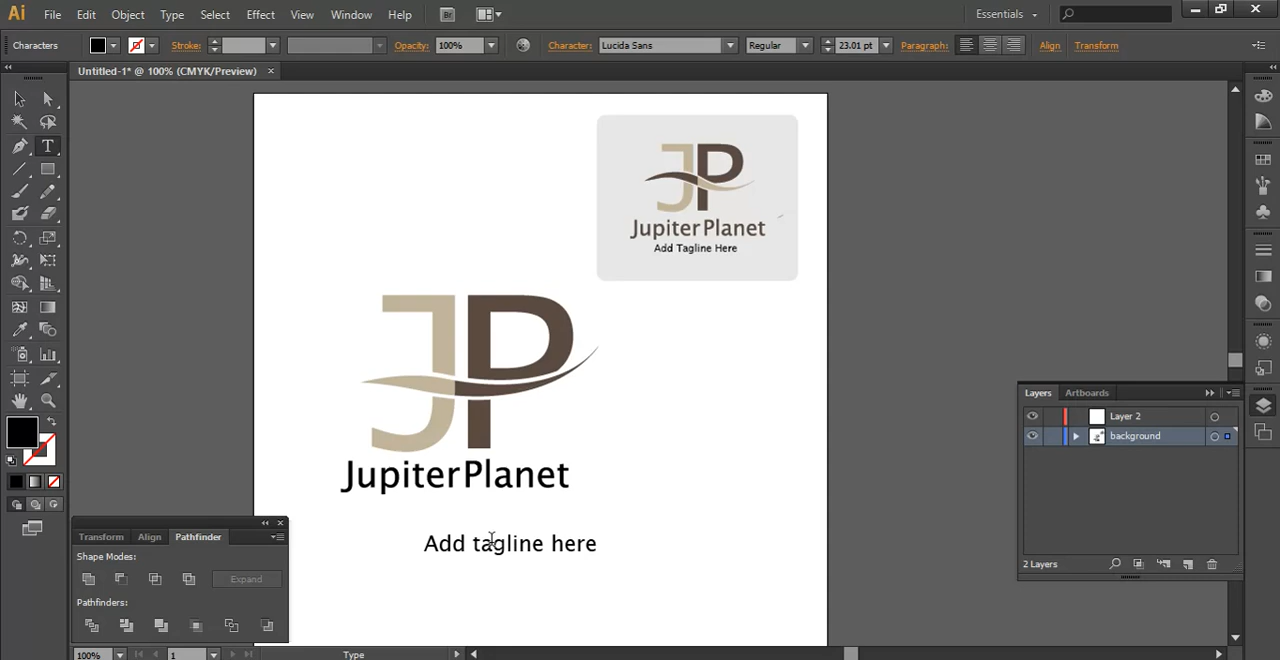 Ai File Edit Object Type Select Effect View Window Help Br Essentials
Characters Stroke: Opacity: 100% Character: Lucida Sans Regular 23.01 pt Paragraph: Align Transform
Untitled-1* @ 100% (CMYK/Preview)
JP
JupiterPlanet
Add Tagline Here
JP
JupiterPlanet
Add tagline here
Layers Artboards
Layer 2
background
2 Layers
Transform Align Pathfinder
Shape Modes:
Expand
Pathfinders:
100% 1 Type